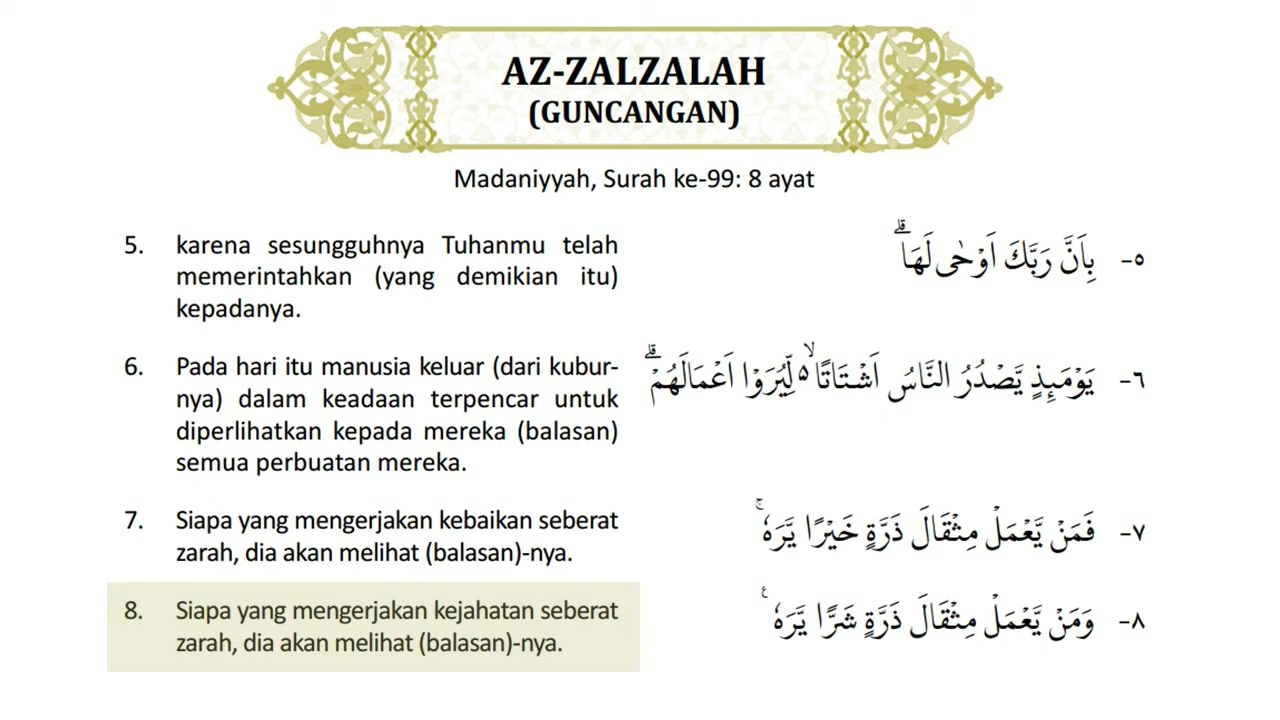 AZ-ZALZALAH
(GUNCANGAN)
Madaniyyah, Surah ke-99: 8 ayat
5. karena sesungguhnya Tuhanmu telah
memerintahkan (yang demikian itu)
kepadanya.
٥- بِاَنَّ رَبَّكَ اَوْحٰى لَهَاۗ
6. Pada hari itu manusia keluar (dari kubur-
nya) dalam keadaan terpencar untuk
diperlihatkan kepada mereka (balasan)
semua perbuatan mereka.
٦- يَوْمَىِٕذٍ يَّصْدُرُ النَّاسُ اَشْتَاتًا ەۙ لِّيُرَوْا اَعْمَالَهُمْۗ
7. Siapa yang mengerjakan kebaikan seberat
zarah, dia akan melihat (balasan)-nya.
٧- فَمَنْ يَّعْمَلْ مِثْقَالَ ذَرَّةٍ خَيْرًا يَّرَهٗۚ
8. Siapa yang mengerjakan kejahatan seberat
zarah, dia akan melihat (balasan)-nya.
٨- وَمَنْ يَّعْمَلْ مِثْقَالَ ذَرَّةٍ شَرًّا يَّرَهٗ ࣖ